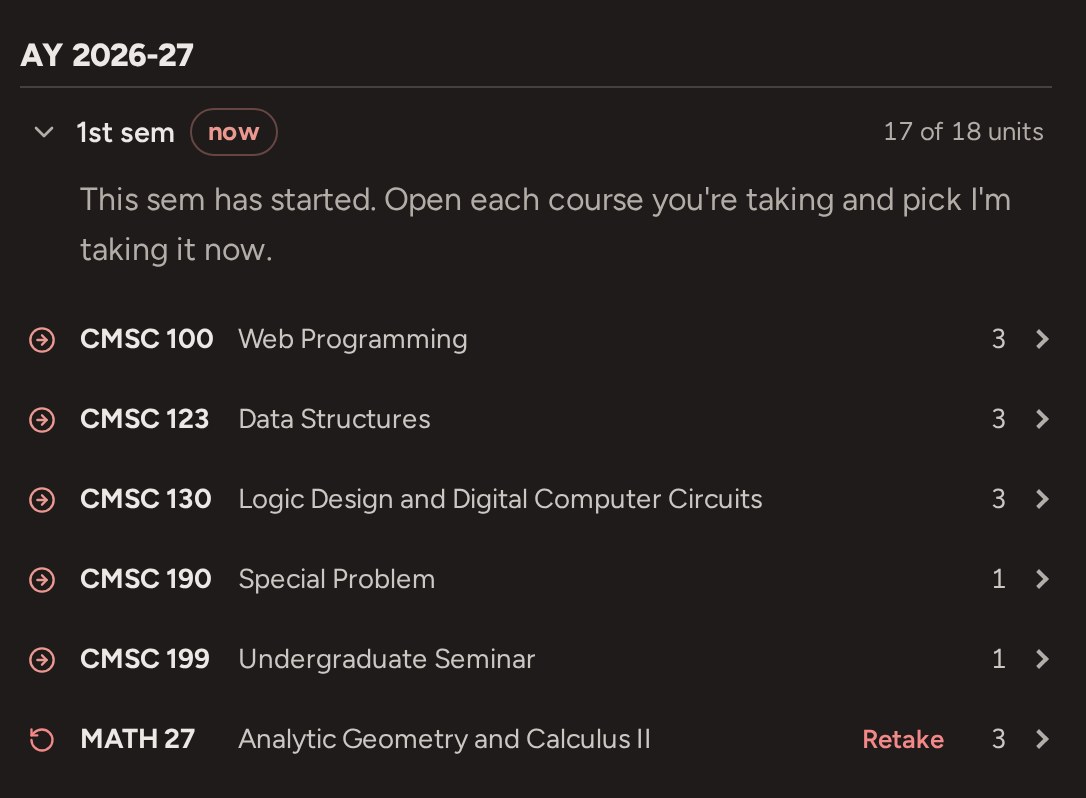 AY 2026-27
1st sem now 17 of 18 units
This sem has started. Open each course you're taking and pick I'm
taking it now.
CMSC 100 Web Programming 3
CMSC 123 Data Structures 3
CMSC 130 Logic Design and Digital Computer Circuits 3
CMSC 190 Special Problem 1
CMSC 199 Undergraduate Seminar 1
MATH 27 Analytic Geometry and Calculus II Retake 3